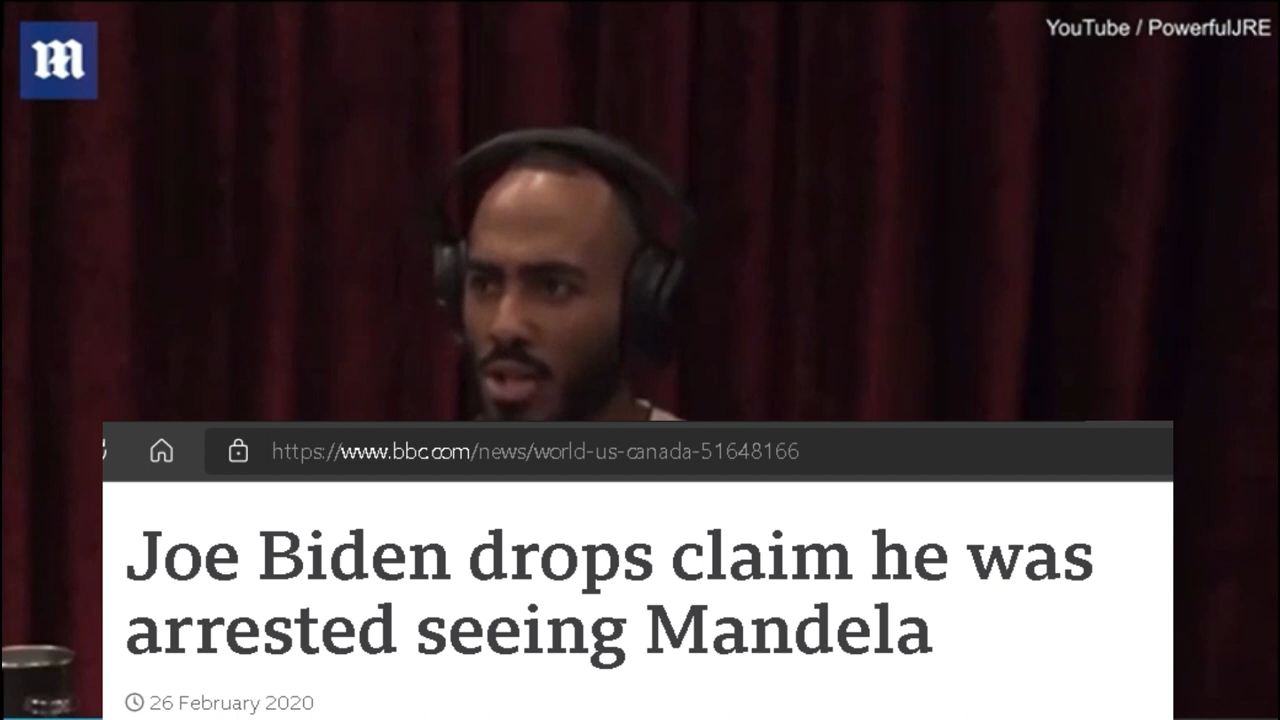 YouTube / PowerfulJRE
https://www.bbc.com/news/world-us-canada-51648166
Joe Biden drops claim he was
arrested seeing Mandela
26 February 2020